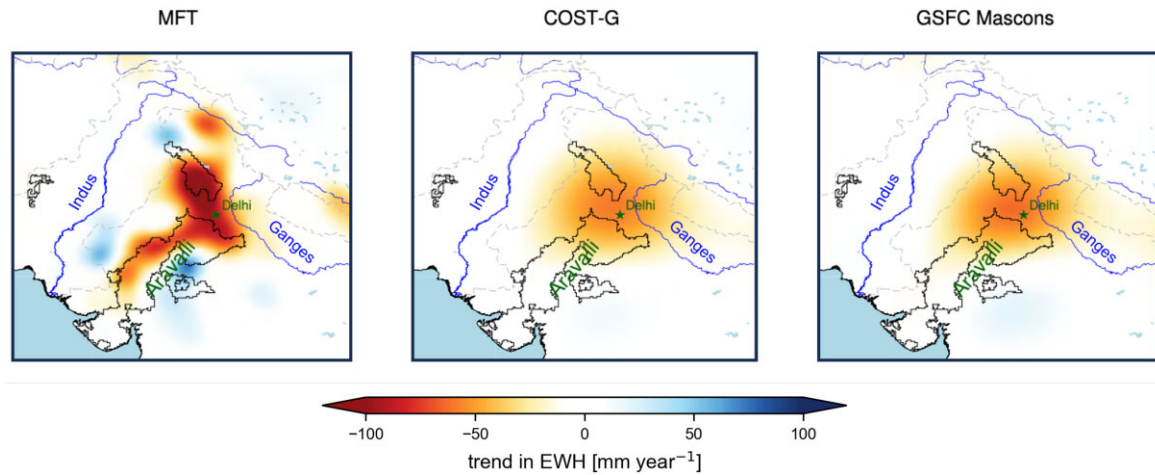 MFT
COST-G
GSFC Mascons
Indus
Delhi
Ganges
Aravalli
Indus
Delhi
Ganges
Aravalli
Indus
Delhi
Ganges
Aravalli
−100
−50
0
50
100
trend in EWH [mm year⁻¹]